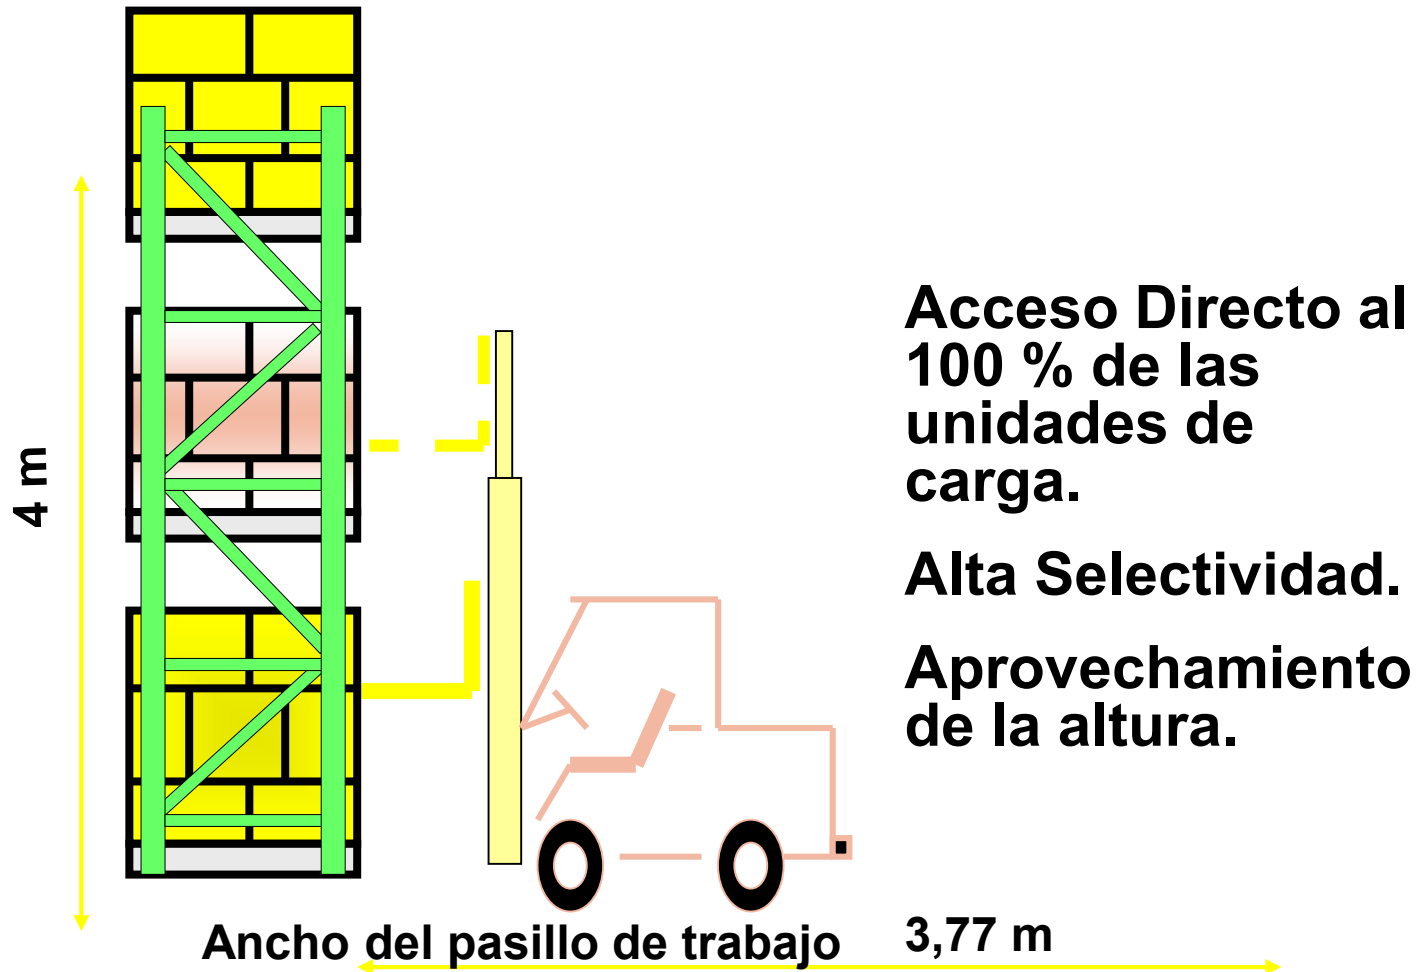 Acceso Directo al
100 % de las
unidades de
carga.
Alta Selectividad.
Aprovechamiento
de la altura.
4 m
Ancho del pasillo de trabajo
3,77 m